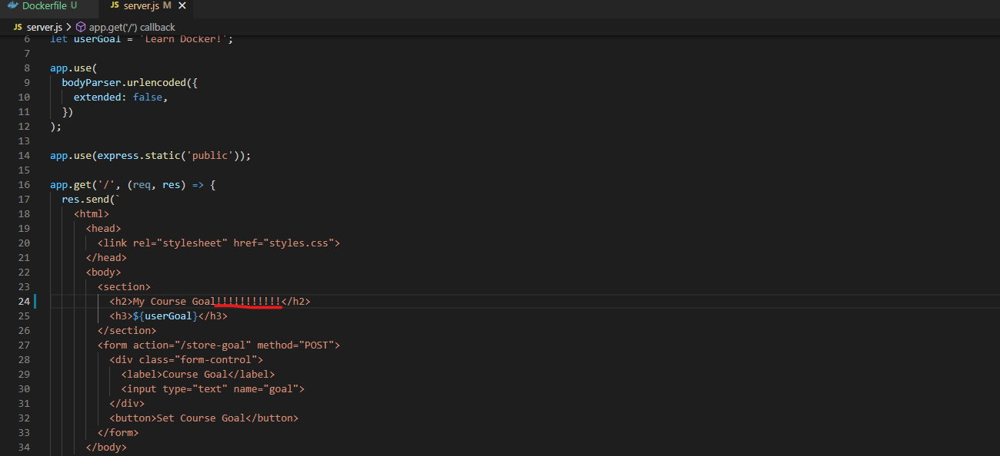 Dockerfile U
JS server.js M
JS server.js > app.get('/') callback
6 let userGoal = 'Learn Docker!';
7
8 app.use(
9 bodyParser.urlencoded({
10 extended: false,
11 })
12 );
13
14 app.use(express.static('public'));
15
16 app.get('/', (req, res) => {
17 res.send(`
18 <html>
19 <head>
20 <link rel="stylesheet" href="styles.css">
21 </head>
22 <body>
23 <section>
24 <h2>My Course Goal!!!!!!!!!!!</h2>
25 <h3>${userGoal}</h3>
26 </section>
27 <form action="/store-goal" method="POST">
28 <div class="form-control">
29 <label>Course Goal</label>
30 <input type="text" name="goal">
31 </div>
32 <button>Set Course Goal</button>
33 </form>
34 </body>